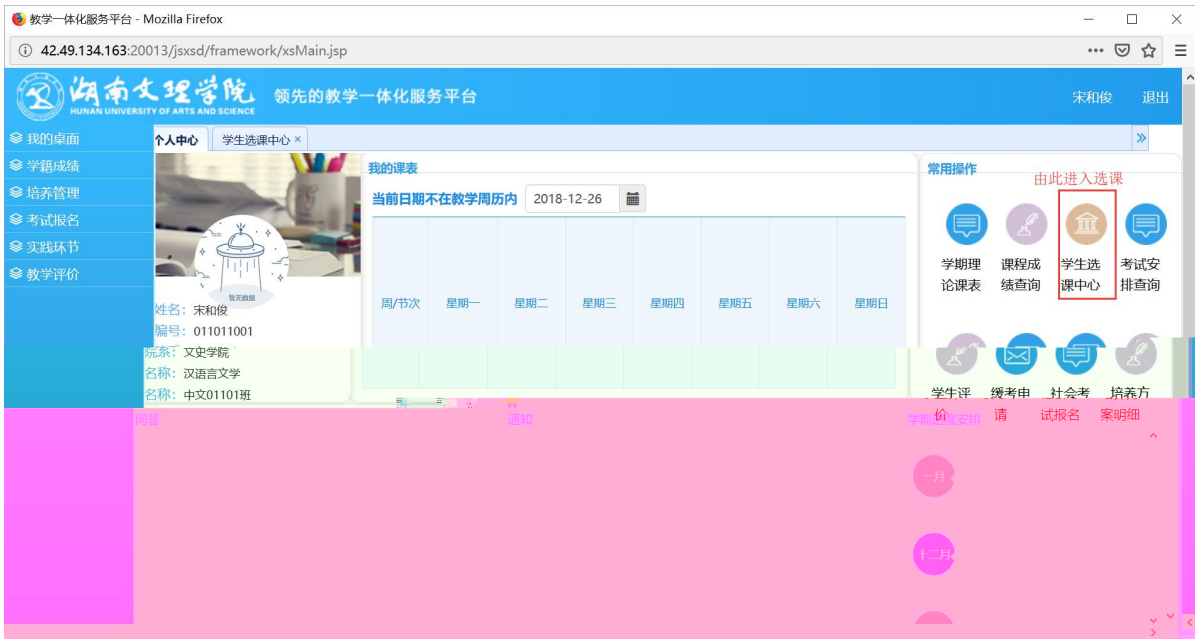 教学一体化服务平台 - Mozilla Firefox
42.49.134.163:20013/jsxsd/framework/xsMain.jsp
湖南文理学院
HUNAN UNIVERSITY OF ARTS AND SCIENCE
领先的教学一体化服务平台
宋和俊 退出
我的桌面
学籍成绩
培养管理
考试报名
实践环节
教学评价
个人中心 学生选课中心
暂无数据
姓名：宋和俊
编号：011011001
院系：文史学院
名称：汉语言文学
名称：中文01101班
我的课表
当前日期不在教学周历内 2018-12-26
周/节次 星期一 星期二 星期三 星期四 星期五 星期六 星期日
常用操作
由此进入选课
学期理论课表
课程成绩查询
学生选课中心
考试安排查询
学生评价
缓考申请
社会考试报名
培养方案明细
问答
通知
一月
十二月